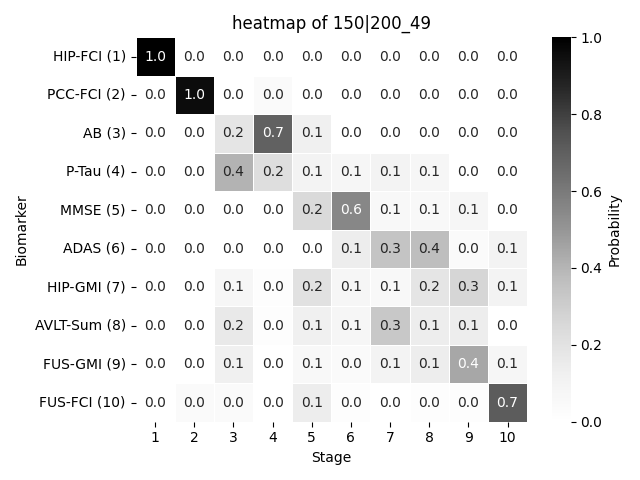 heatmap of 150|200_49
HIP-FCI (1) 1.0 0.0 0.0 0.0 0.0 0.0 0.0 0.0 0.0 0.0
PCC-FCI (2) 0.0 1.0 0.0 0.0 0.0 0.0 0.0 0.0 0.0 0.0
AB (3) 0.0 0.0 0.2 0.7 0.1 0.0 0.0 0.0 0.0 0.0
P-Tau (4) 0.0 0.0 0.4 0.2 0.1 0.1 0.1 0.1 0.0 0.0
MMSE (5) 0.0 0.0 0.0 0.0 0.2 0.6 0.1 0.1 0.1 0.0
ADAS (6) 0.0 0.0 0.0 0.0 0.0 0.1 0.3 0.4 0.0 0.1
HIP-GMI (7) 0.0 0.0 0.1 0.0 0.2 0.1 0.1 0.2 0.3 0.1
AVLT-Sum (8) 0.0 0.0 0.2 0.0 0.1 0.1 0.3 0.1 0.1 0.0
FUS-GMI (9) 0.0 0.0 0.1 0.0 0.1 0.0 0.1 0.1 0.4 0.1
FUS-FCI (10) 0.0 0.0 0.0 0.0 0.1 0.0 0.0 0.0 0.0 0.7
1 2 3 4 5 6 7 8 9 10
Stage
Biomarker
1.0
0.8
0.6
0.4
0.2
0.0
Probability